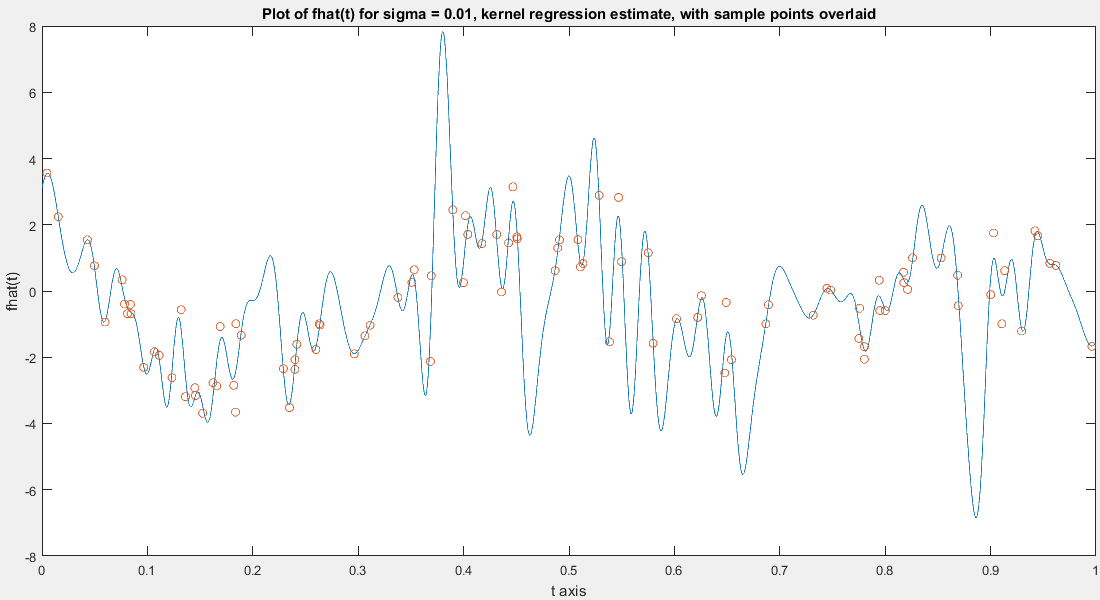 Plot of fhat(t) for sigma = 0.01, kernel regression estimate, with sample points overlaid
8
6
4
2
0
-2
-4
-6
-8
fhat(t)
0 0.1 0.2 0.3 0.4 0.5 0.6 0.7 0.8 0.9 1
t axis